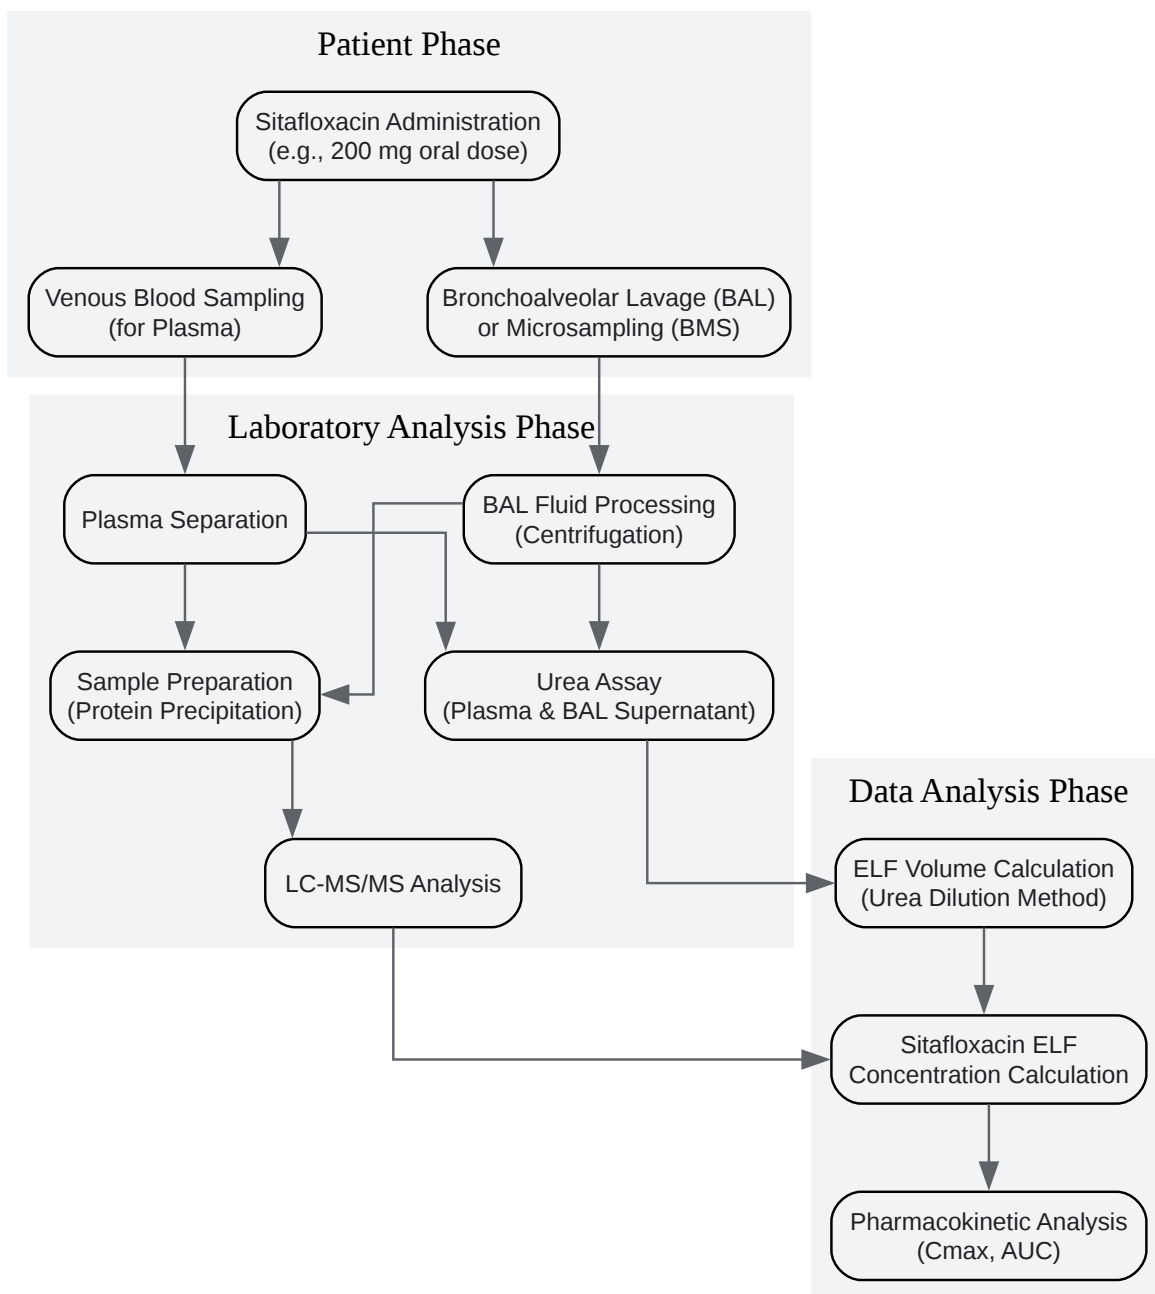 Patient Phase
Sitafloxacin Administration
(e.g., 200 mg oral dose)
Venous Blood Sampling
(for Plasma)
Bronchoalveolar Lavage (BAL)
or Microsampling (BMS)
Laboratory Analysis Phase
Plasma Separation
BAL Fluid Processing
(Centrifugation)
Sample Preparation
(Protein Precipitation)
Urea Assay
(Plasma & BAL Supernatant)
LC-MS/MS Analysis
Data Analysis Phase
ELF Volume Calculation
(Urea Dilution Method)
Sitafloxacin ELF
Concentration Calculation
Pharmacokinetic Analysis
(Cmax, AUC)